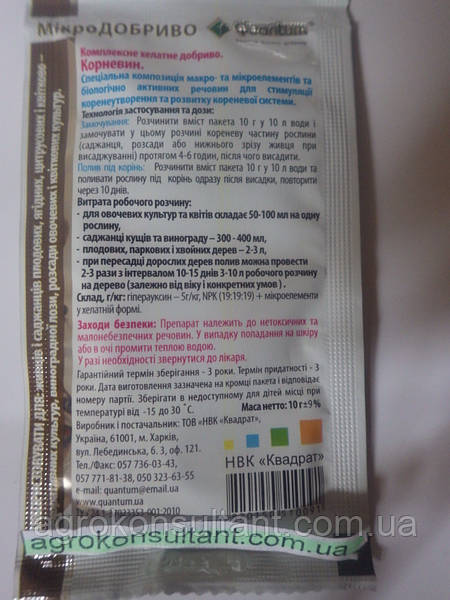 МікроДОБРИВО Quantum
Комплексне хелатне добриво.
Корневин.
Спеціальна композиція макро- та мікроелементів та
біологічно активних речовин для стимуляції
коренеутворення та розвитку кореневої системи.
Технологія застосування та дози:
Замочування: Розчинити вміст пакета 10 г у 10 л води і
замочувати у цьому розчині кореневу частину рослини
(саджанця, розсади або нижнього зрізу живця при
висаджуванні) протягом 4-6 годин, після чого висадити.
Полив під корінь: Розчинити вміст пакета 10 г у 10 л води та
поливати рослину під корінь одразу після висадки, повторити
через 10 днів.
Витрата робочого розчину:
- для овочевих культур та квітів складає 50-100 мл на одну
рослину,
- саджанці кущів та винограду – 300 - 400 мл,
- плодових, паркових і хвойних дерев – 2-3 л,
- при пересадці дорослих дерев полив можна провести
2-3 рази з інтервалом 10-15 днів 3-10 л робочого розчину
на дерево (залежно від віку і конкретних умов).
Склад, г/кг: гіперауксин – 5г/кг, NPK (19:19:19) + мікроелементи
у хелатній формі.
Заходи безпеки: Препарат належить до нетоксичних та
малонебезпечних речовин. У випадку попадання на шкіру
або в очі промити теплою водою.
У разі необхідності звернутися до лікаря.
Гарантійний термін зберігання - 3 роки. Термін придатності - 3
роки. Дата виготовлення зазначена на кромці пакета і відповідає
номеру партії. Зберігати в недоступному для дітей місці при
температурі від -15 до 30˚С. Маса нетто: 10 г ±9%
Виробник і постачальник: ТОВ «НВК «Квадрат»,
Україна, 61001, м. Харків,
вул. Лебединська, б. 3, оф. 121.
Тел./Факс: 057 736-03-43,
057 771-81-38, 050 323-63-55
e-mail: quantum@email.ua
www.quantum.ua
НВК «Квадрат»
agrokonsultant.com.ua